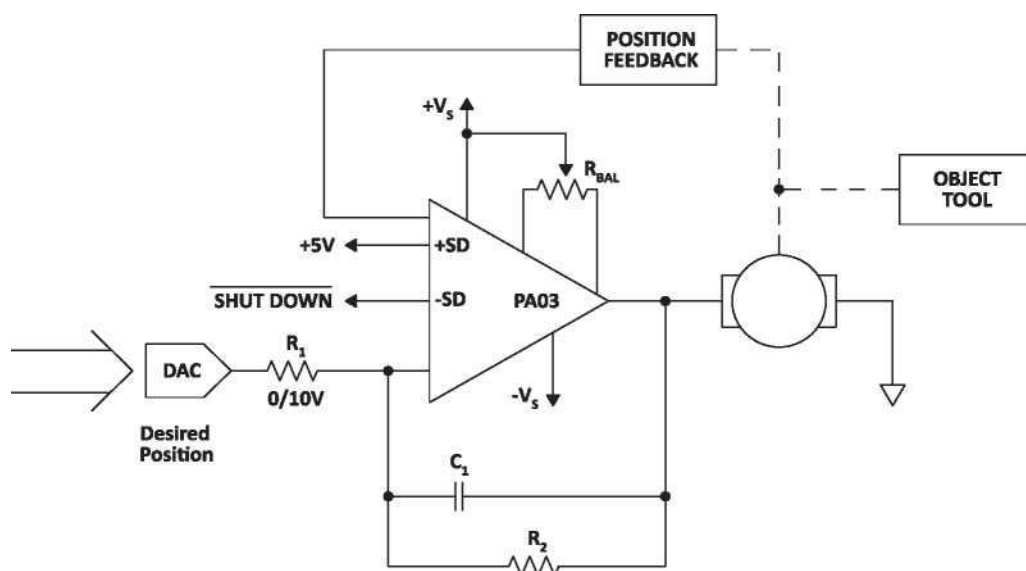 POSITION
FEEDBACK
+Vₛ
R_BAL
OBJECT
TOOL
+5V
+SD
SHUT DOWN
-SD
PA03
R₁
DAC
0/10V
-Vₛ
Desired
Position
C₁
R₂